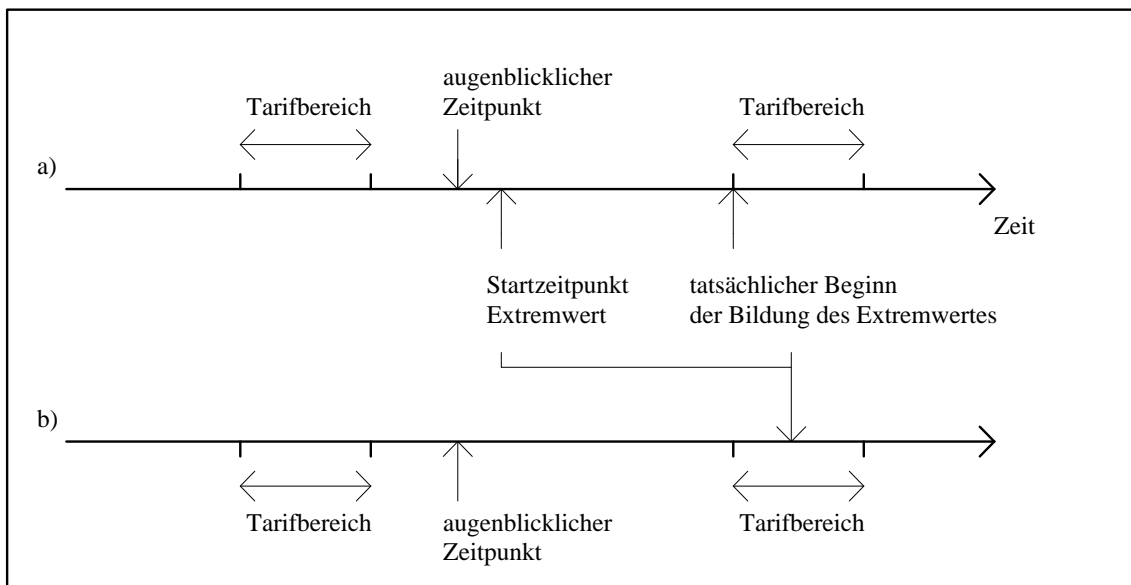 augenblicklicher
Zeitpunkt
Tarifbereich
Tarifbereich
a)
Zeit
Startzeitpunkt
Extremwert
tatsächlicher Beginn
der Bildung des Extremwertes
b)
Tarifbereich
augenblicklicher
Zeitpunkt
Tarifbereich